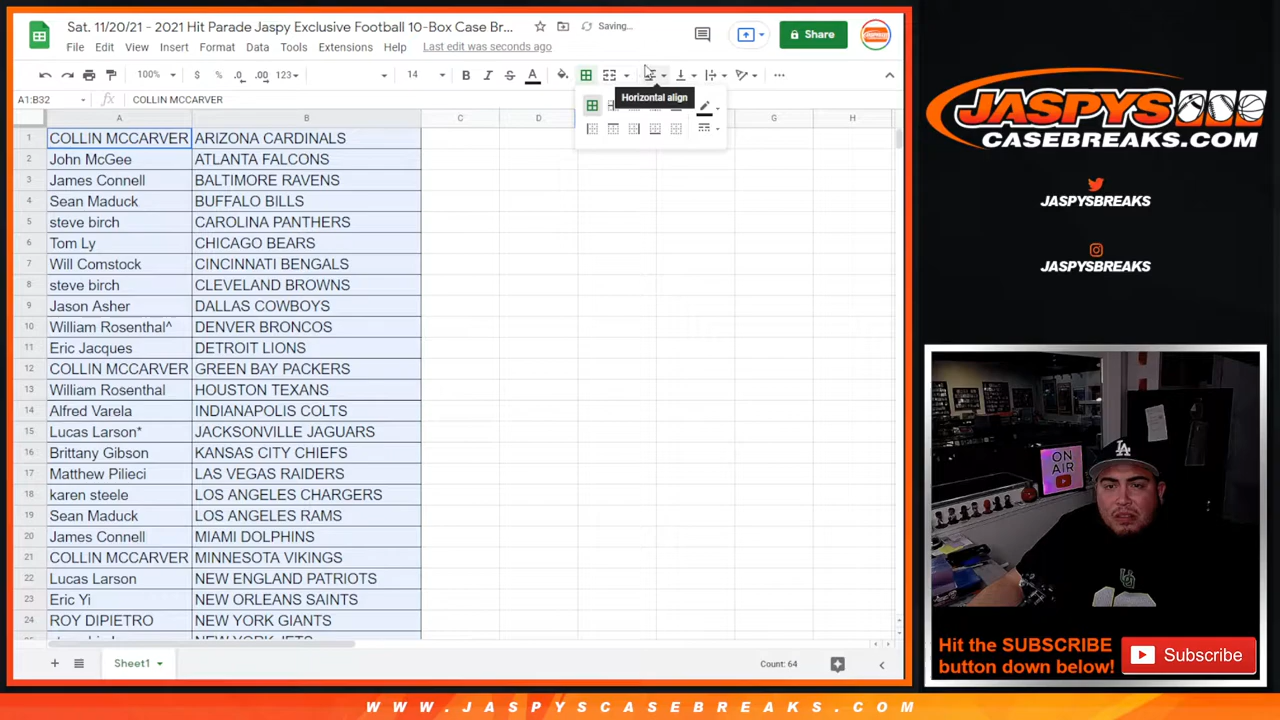 Sat. 11/20/21 - 2021 Hit Parade Jaspy Exclusive Football 10-Box Case Br...
Saving...
File Edit View Insert Format Data Tools Extensions Help Last edit was seconds ago
Share
100% $ % .0 .00 123 14 B I S A
Horizontal align
A1:B32 fx COLLIN MCCARVER
A B C D G H
1 COLLIN MCCARVER ARIZONA CARDINALS
2 John McGee ATLANTA FALCONS
3 James Connell BALTIMORE RAVENS
4 Sean Maduck BUFFALO BILLS
5 steve birch CAROLINA PANTHERS
6 Tom Ly CHICAGO BEARS
7 Will Comstock CINCINNATI BENGALS
8 steve birch CLEVELAND BROWNS
9 Jason Asher DALLAS COWBOYS
10 William Rosenthal^ DENVER BRONCOS
11 Eric Jacques DETROIT LIONS
12 COLLIN MCCARVER GREEN BAY PACKERS
13 William Rosenthal HOUSTON TEXANS
14 Alfred Varela INDIANAPOLIS COLTS
15 Lucas Larson* JACKSONVILLE JAGUARS
16 Brittany Gibson KANSAS CITY CHIEFS
17 Matthew Pilieci LAS VEGAS RAIDERS
18 karen steele LOS ANGELES CHARGERS
19 Sean Maduck LOS ANGELES RAMS
20 James Connell MIAMI DOLPHINS
21 COLLIN MCCARVER MINNESOTA VIKINGS
22 Lucas Larson NEW ENGLAND PATRIOTS
23 Eric Yi NEW ORLEANS SAINTS
24 ROY DIPIETRO NEW YORK GIANTS
NEW YORK JETS
Sheet1
Count: 64
JASPYS
CASEBREAKS.COM
JASPYSBREAKS
JASPYSBREAKS
ON AIR
LA
Hit the SUBSCRIBE
button down below!
Subscribe
WWW.JASPYSCASEBREAKS.COM